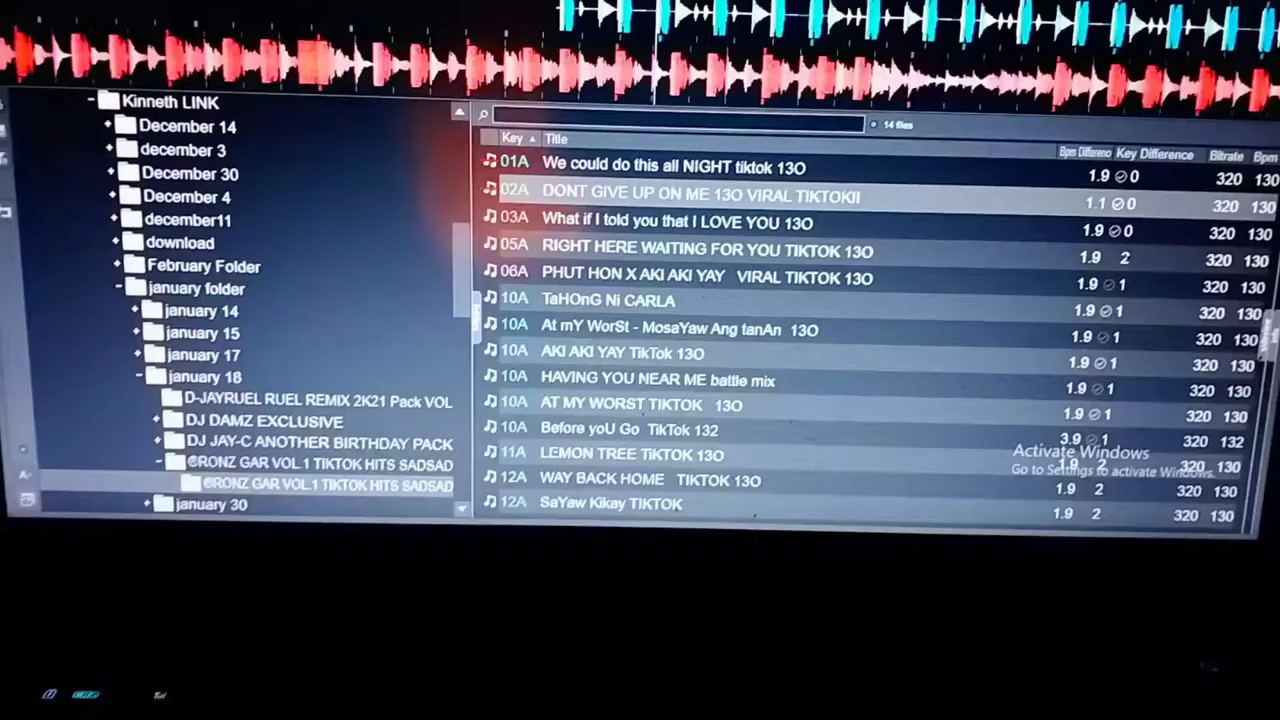 Kinneth LINK
December 14
december 3
December 30
December 4
december11
download
February Folder
january folder
january 14
january 15
january 17
january 18
D-JAYRUEL RUEL REMIX 2K21 Pack VOL
DJ DAMZ EXCLUSIVE
DJ JAY-C ANOTHER BIRTHDAY PACK
©RONZ GAR VOL.1 TIKTOK HITS SADSAD
©RONZ GAR VOL.1 TIKTOK HITS SADSAD
january 30
14 files
Key Title Bpm Differenc Key Difference Bitrate Bpm
01A We could do this all NIGHT tiktok 13O 1.9 0 320 130
02A DONT GIVE UP ON ME 13O VIRAL TIKTOKII 1.1 0 320 130
03A What if I told you that I LOVE YOU 13O 1.9 0 320 130
05A RIGHT HERE WAITING FOR YOU TIKTOK 13O 1.9 2 320 130
06A PHUT HON X AKI AKI YAY VIRAL TIKTOK 13O 1.9 1 320 130
10A TaHOnG Ni CARLA 1.9 1 320 130
10A At mY WorSt - MosaYaw Ang tanAn 13O 1.9 1 320 130
10A AKI AKI YAY TikTok 13O 1.9 1 320 130
10A HAVING YOU NEAR ME battle mix 1.9 1 320 130
10A AT MY WORST TIKTOK 13O 1.9 1 320 130
10A Before yoU Go TikTok 132 3.9 1 320 132
11A LEMON TREE TIKTOK 13O 1.9 2 320 130
12A WAY BACK HOME TIKTOK 13O 1.9 2 320 130
12A SaYaw Kikay TIKTOK 1.9 2 320 130
Activate Windows
Go to Settings to activate Windows.